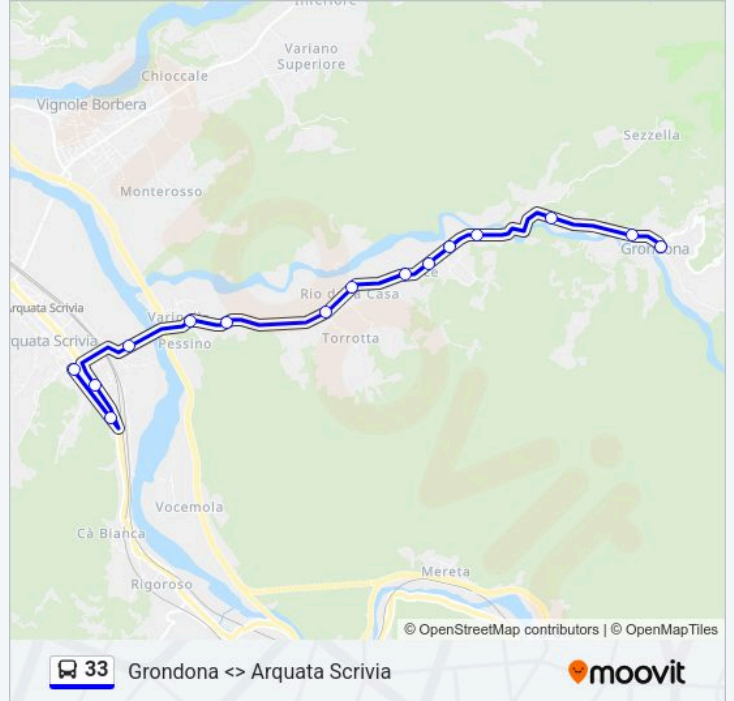 Inferiore
Variano
Superiore
Chioccale
Vignole Borbera
Sezzella
Monterosso
Grondona
Rio della Casa
Arquata Scrivia
Arquata Scrivia
Varinella
Pessino
Torrotta
Vocemola
Cà Bianca
Mereta
Rigoroso
© OpenStreetMap contributors | © OpenMapTiles
33 Grondona <> Arquata Scrivia
moovit